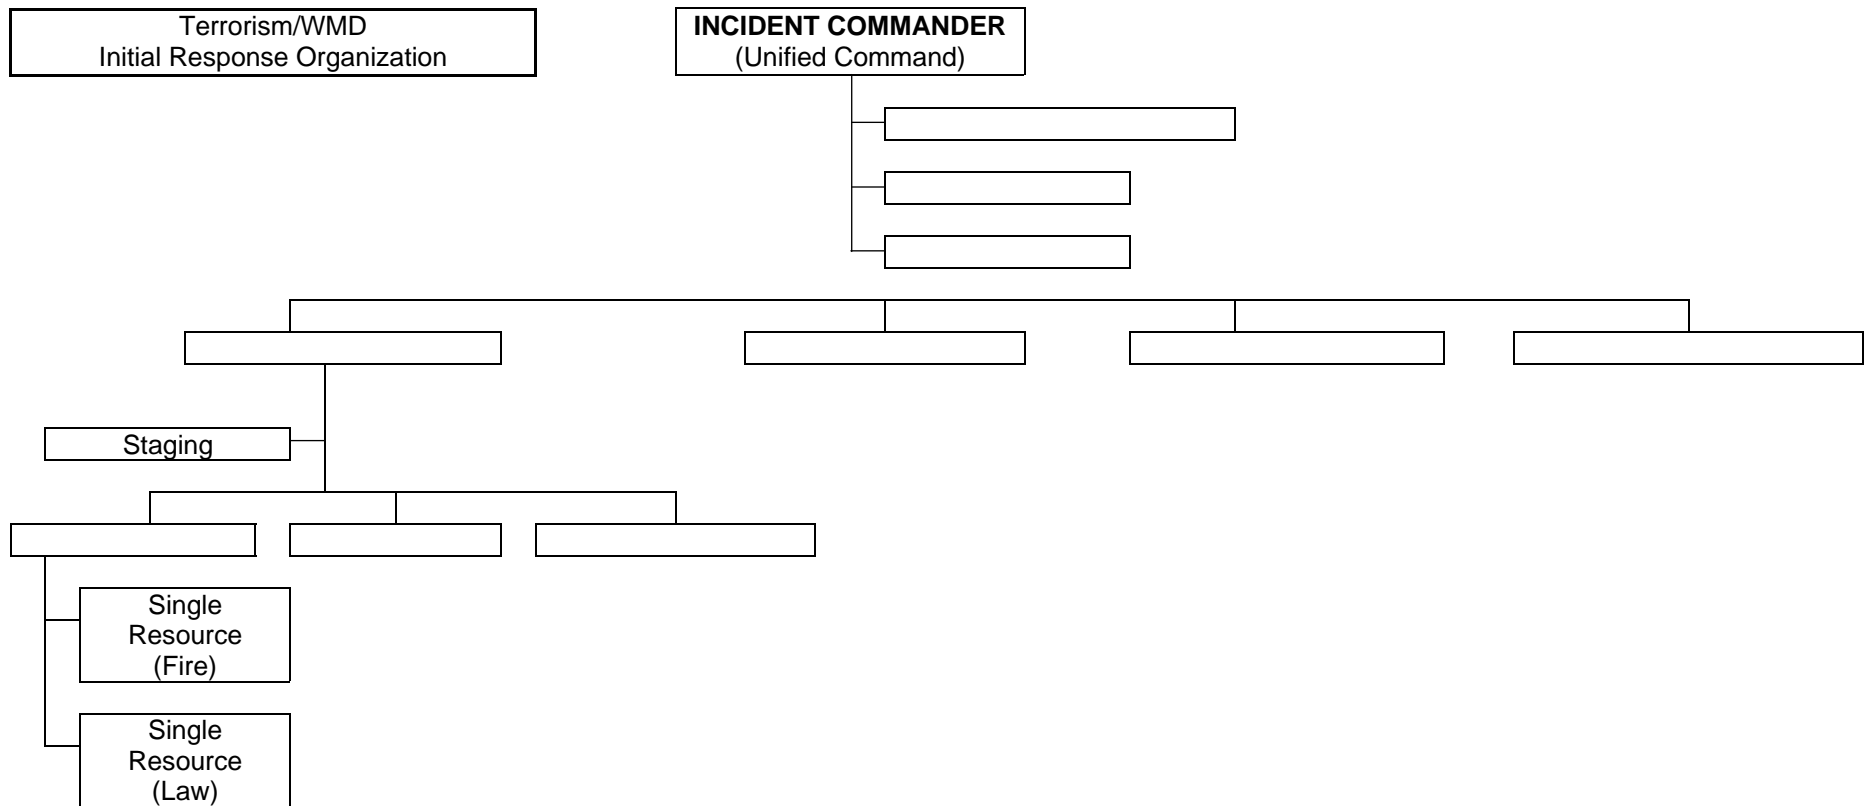 Terrorism/WMD
Initial Response Organization
INCIDENT COMMANDER
(Unified Command)
Staging
Single
Resource
(Fire)
Single
Resource
(Law)